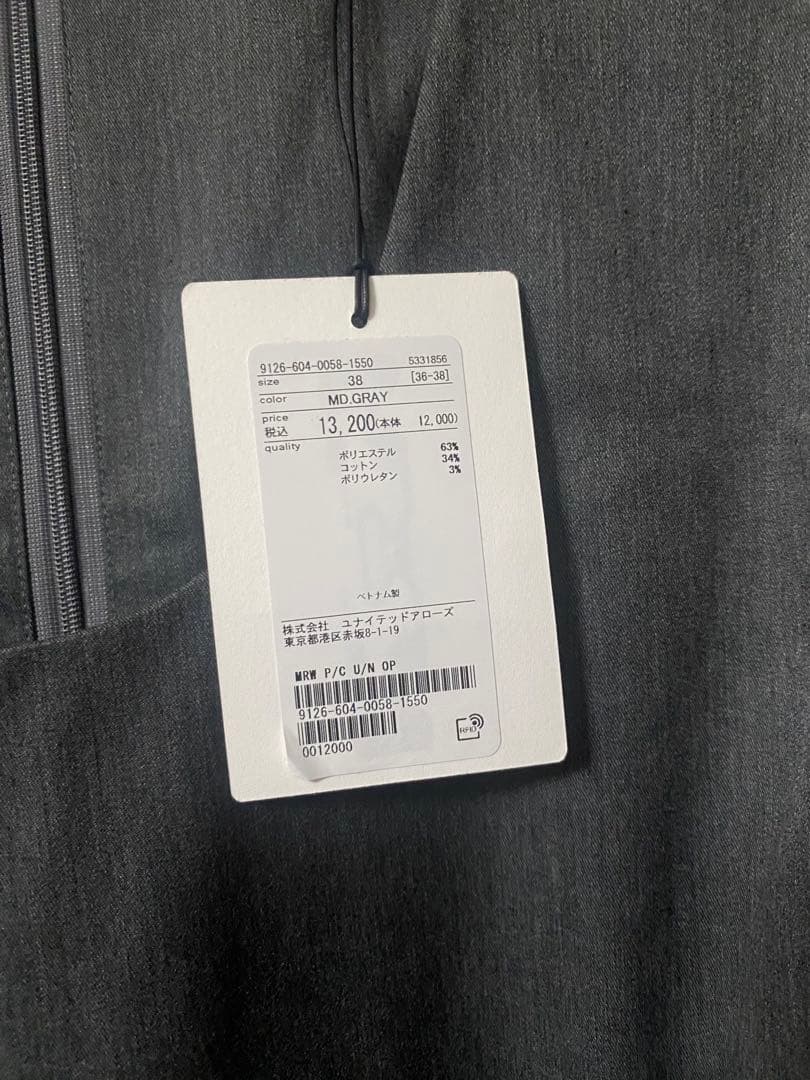 9126-604-0058-1550 5331856
size 38 [36-38]
color MD.GRAY
price
税込 13,200(本体 12,000)
quality
ポリエステル 63%
コットン 34%
ポリウレタン 3%
ベトナム製
株式会社 ユナイテッドアローズ
東京都港区赤坂8-1-19
MRW P/C U/N OP
9126-604-0058-1550
0012000
RFID